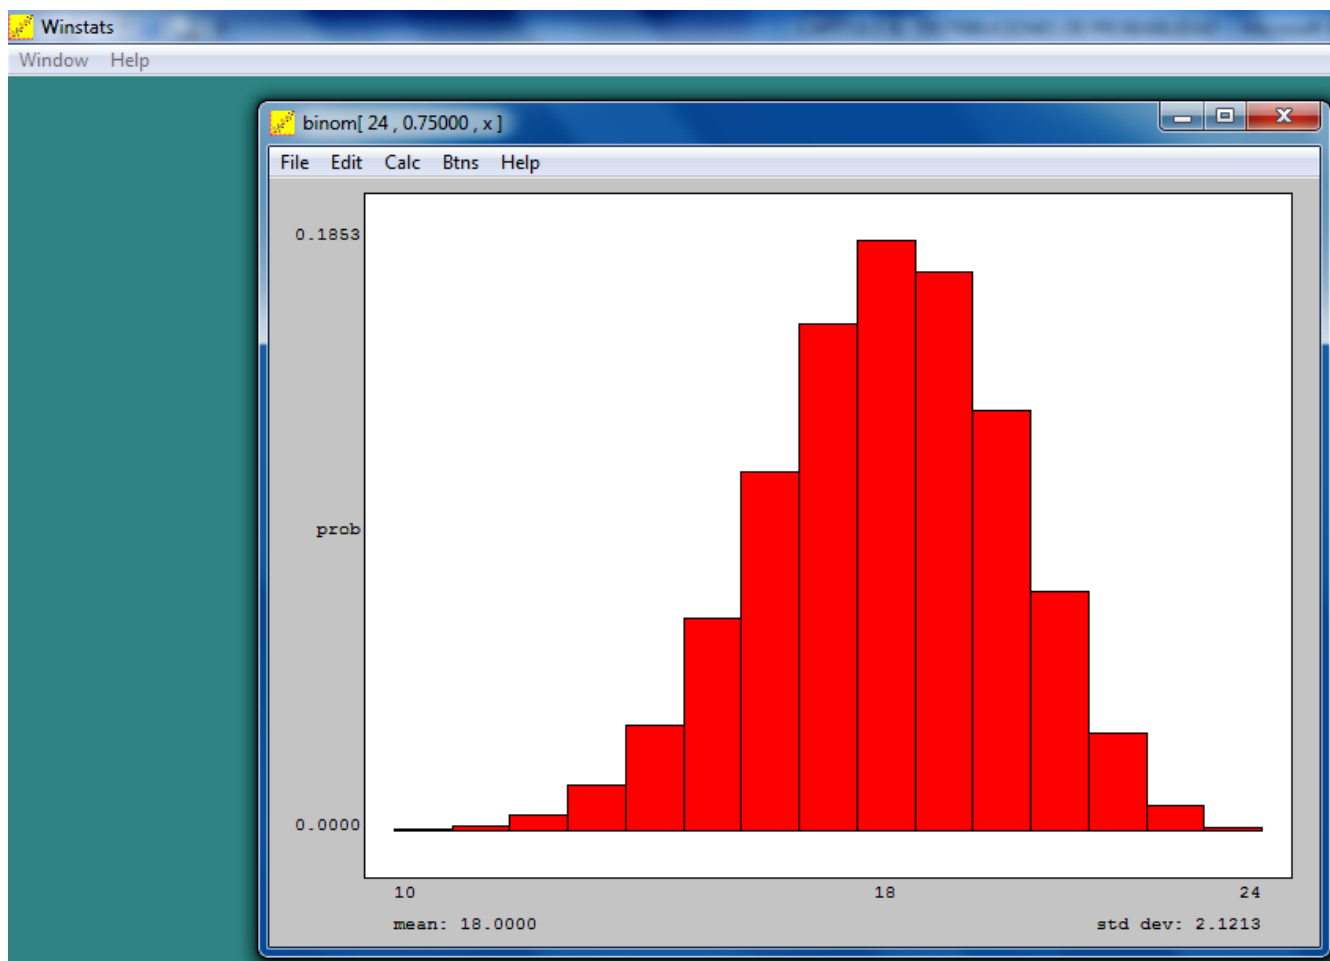 Winstats
Window Help
binom[ 24 , 0.75000 , x ]
File Edit Calc Btns Help
0.1853
prob
0.0000
10 18 24
mean: 18.0000 std dev: 2.1213